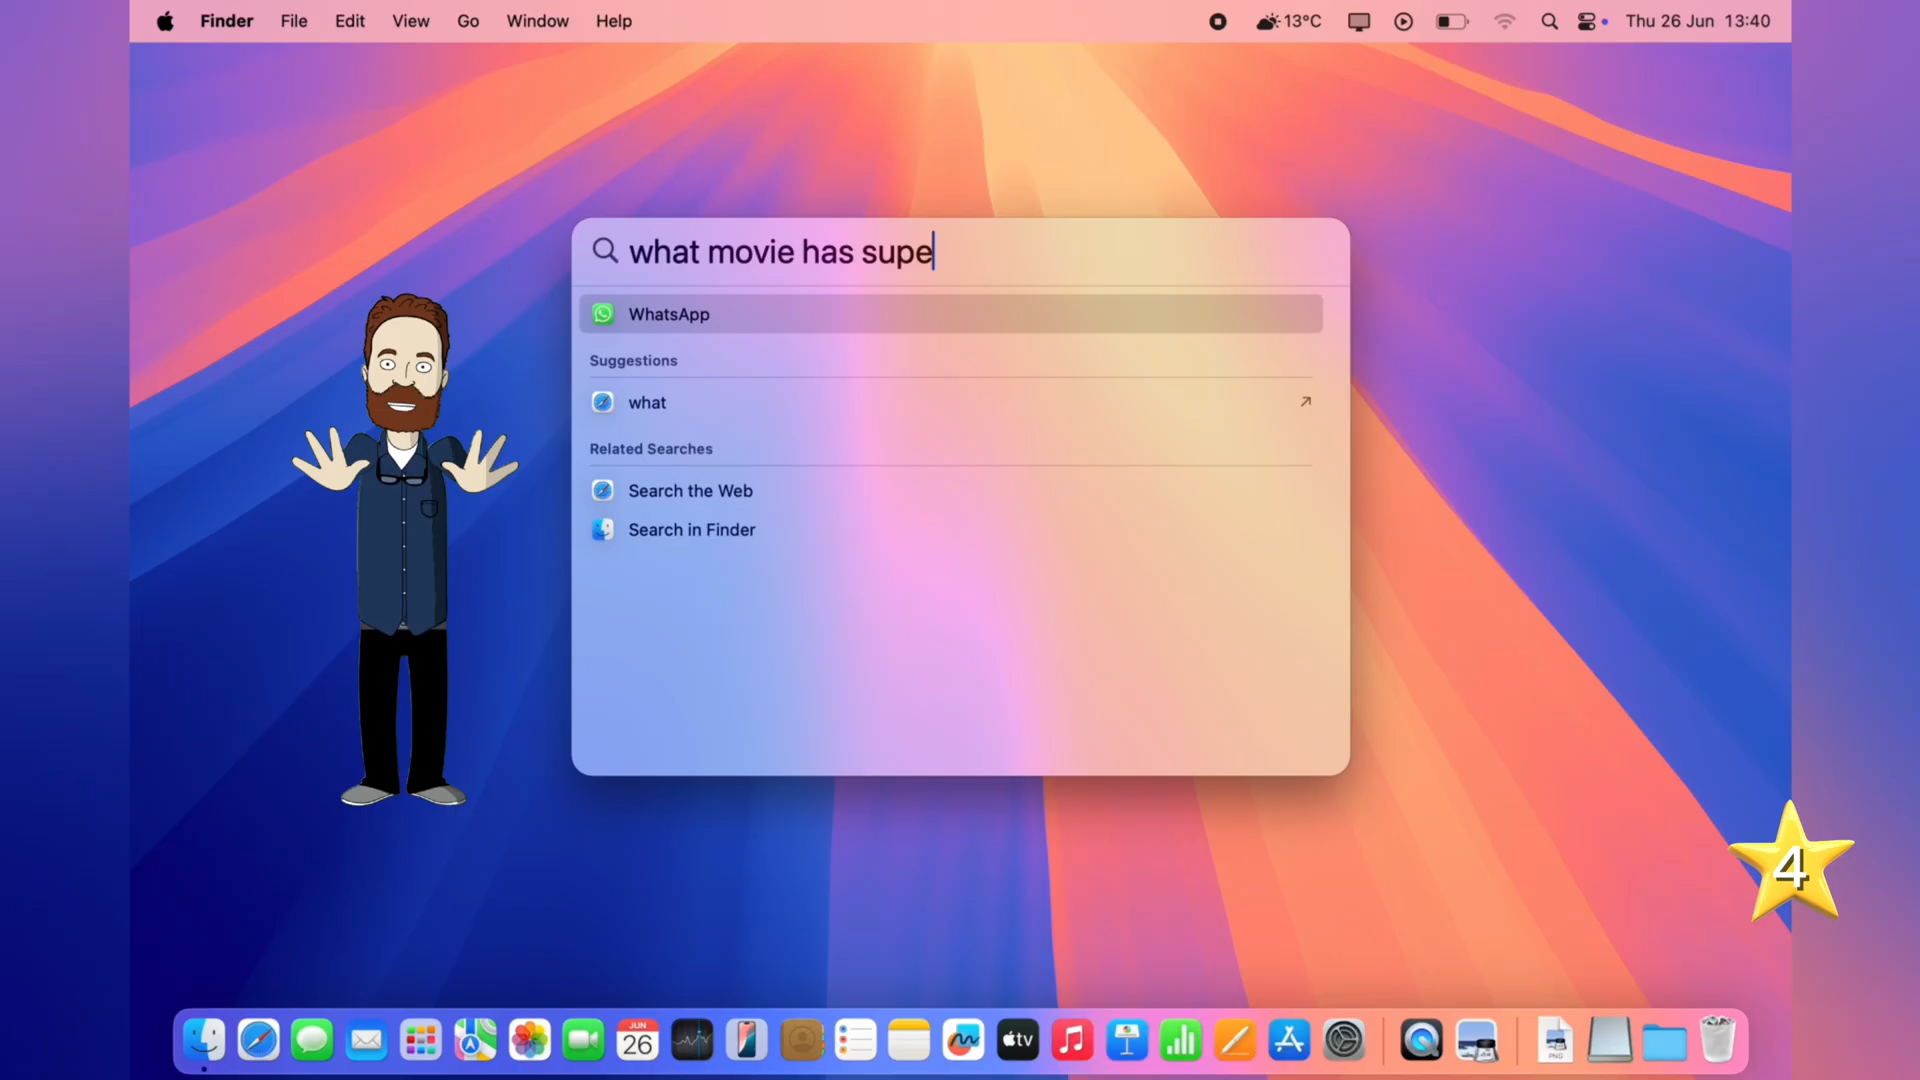 Finder File Edit View Go Window Help 13°C Thu 26 Jun 13:40
what movie has supe
WhatsApp
Suggestions
what
Related Searches
Search the Web
Search in Finder
4
JUN
26
tv
PNG